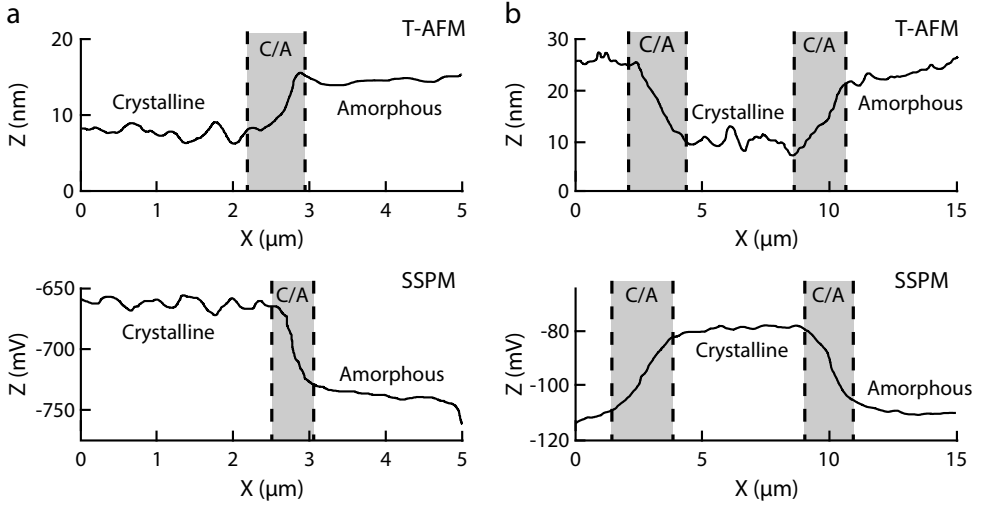 a
T-AFM
C/A
Crystalline
Amorphous
Z (nm)
20
10
0
0 1 2 3 4 5
X (μm)
b
T-AFM
C/A
C/A
Crystalline
Amorphous
Z (nm)
30
20
10
0
0 5 10 15
X (μm)
SSPM
C/A
Crystalline
Amorphous
Z (mV)
-650
-700
-750
0 1 2 3 4 5
X (μm)
SSPM
C/A
C/A
Crystalline
Amorphous
Z (mV)
-80
-100
-120
0 5 10 15
X (μm)